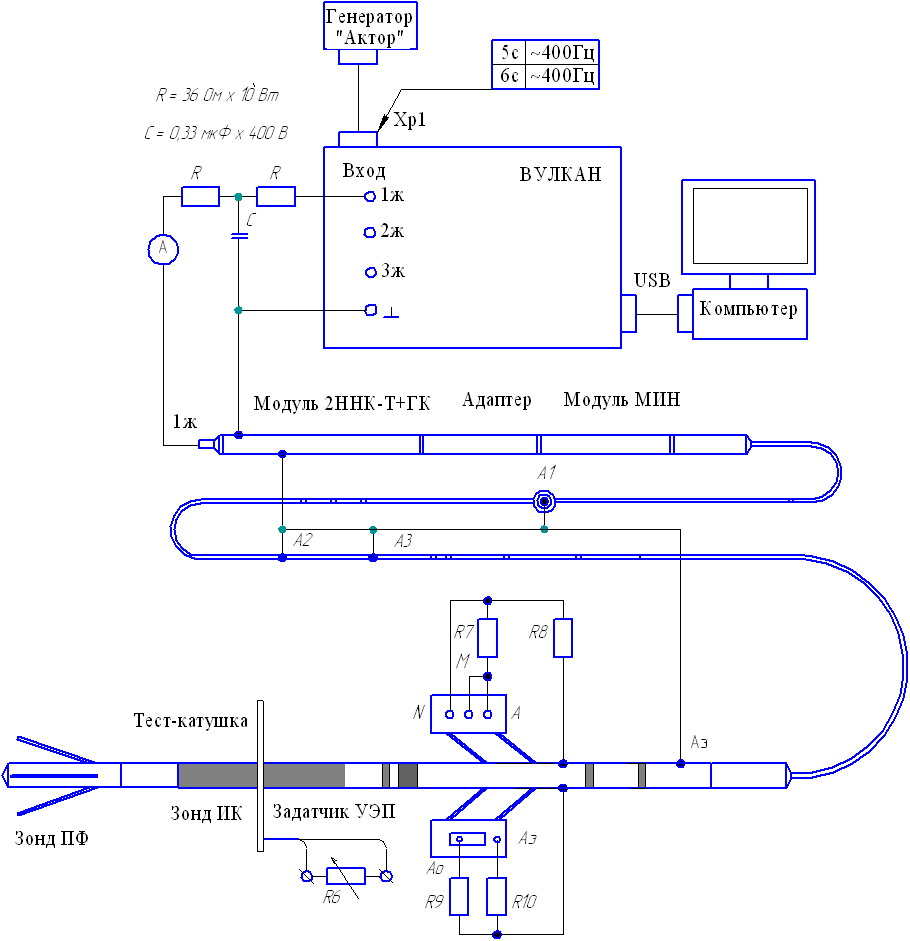 Генератор
"Актор"
5с ~400Гц
6с ~400Гц
R = 36 Ом х 10 Вт
C = 0,33 мкФ х 400 В
Хр1
Вход
ВУЛКАН
R
R
1ж
C
2ж
A
3ж
USB
Компьютер
Модуль 2ННК-Т+ГК
Адаптер
Модуль МИН
1ж
A1
A2
A3
R7
R8
M
N
A
Тест-катушка
Аэ
Зонд ИК
Задатчик УЭП
Зонд ПФ
Аэ
Ао
R6
R9
R10